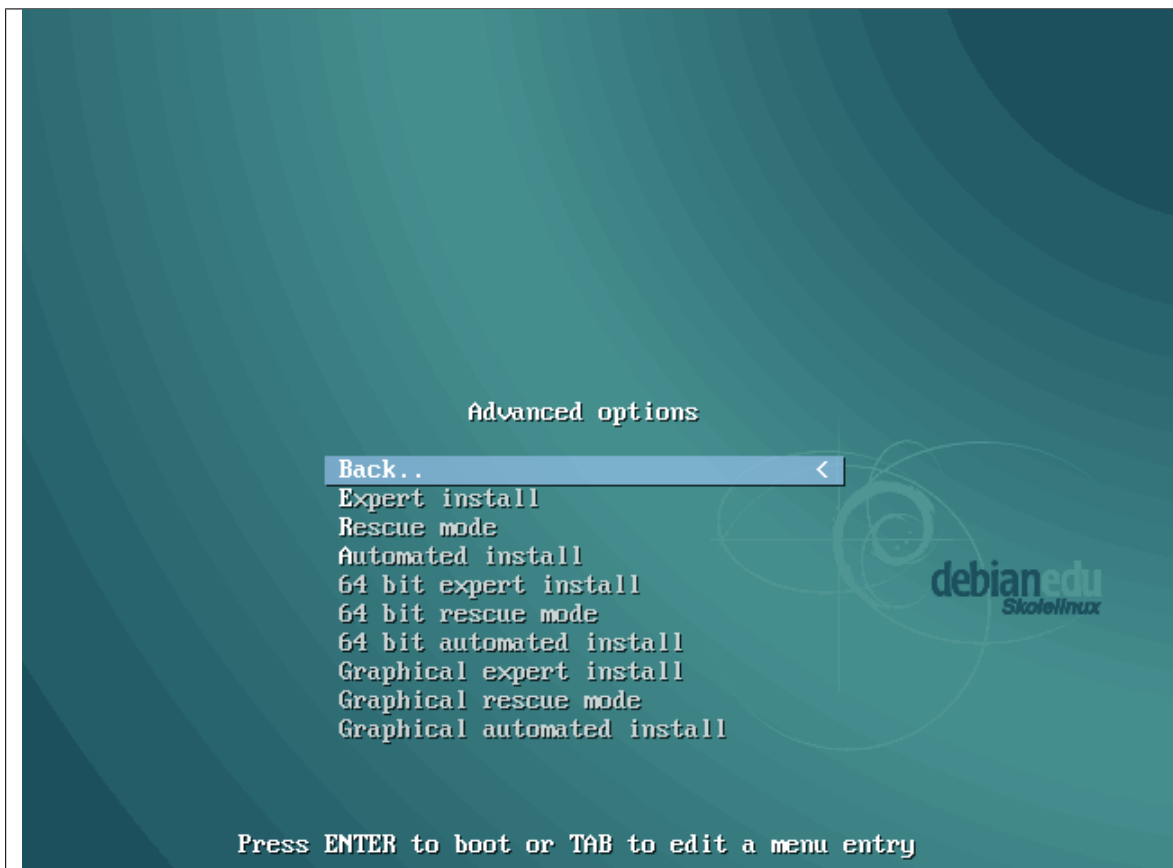 Advanced options
Back.. <
Expert install
Rescue mode
Automated install
64 bit expert install
64 bit rescue mode
64 bit automated install
Graphical expert install
Graphical rescue mode
Graphical automated install
debianedu
Skolelinux
Press ENTER to boot or TAB to edit a menu entry